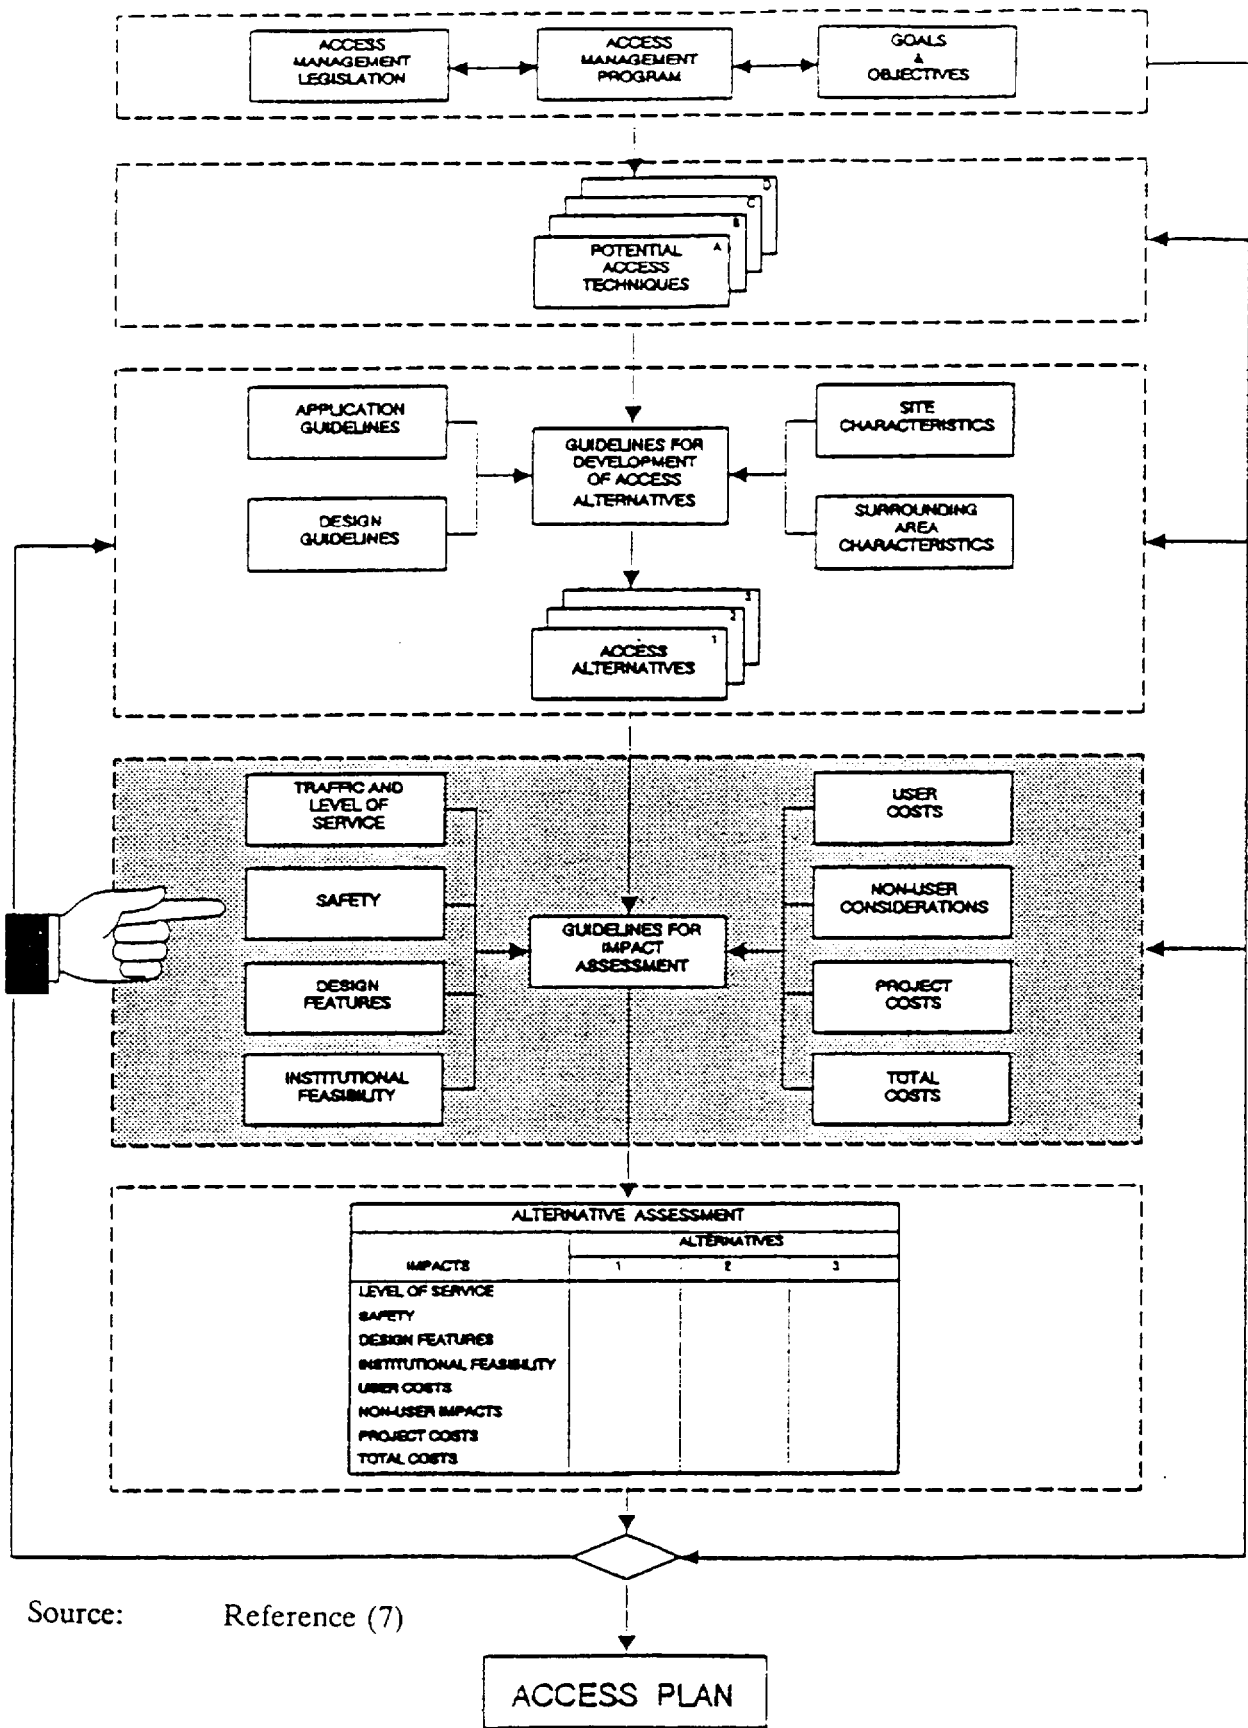 ACCESS
MANAGEMENT
LEGISLATION
ACCESS
MANAGEMENT
PROGRAM
GOALS
&
OBJECTIVES
D
C
B
A
POTENTIAL
ACCESS
TECHNIQUES
APPLICATION
GUIDELINES
DESIGN
GUIDELINES
GUIDELINES FOR
DEVELOPMENT
OF ACCESS
ALTERNATIVES
SITE
CHARACTERISTICS
SURROUNDING
AREA
CHARACTERISTICS
3
2
1
ACCESS
ALTERNATIVES
TRAFFIC AND
LEVEL OF
SERVICE
SAFETY
DESIGN
FEATURES
INSTITUTIONAL
FEASIBILITY
GUIDELINES FOR
IMPACT
ASSESSMENT
USER
COSTS
NON-USER
CONSIDERATIONS
PROJECT
COSTS
TOTAL
COSTS
ALTERNATIVE ASSESSMENT
ALTERNATIVES
IMPACTS 1 2 3
LEVEL OF SERVICE
SAFETY
DESIGN FEATURES
INSTITUTIONAL FEASIBILITY
USER COSTS
NON-USER IMPACTS
PROJECT COSTS
TOTAL COSTS
Source: Reference (7)
ACCESS PLAN